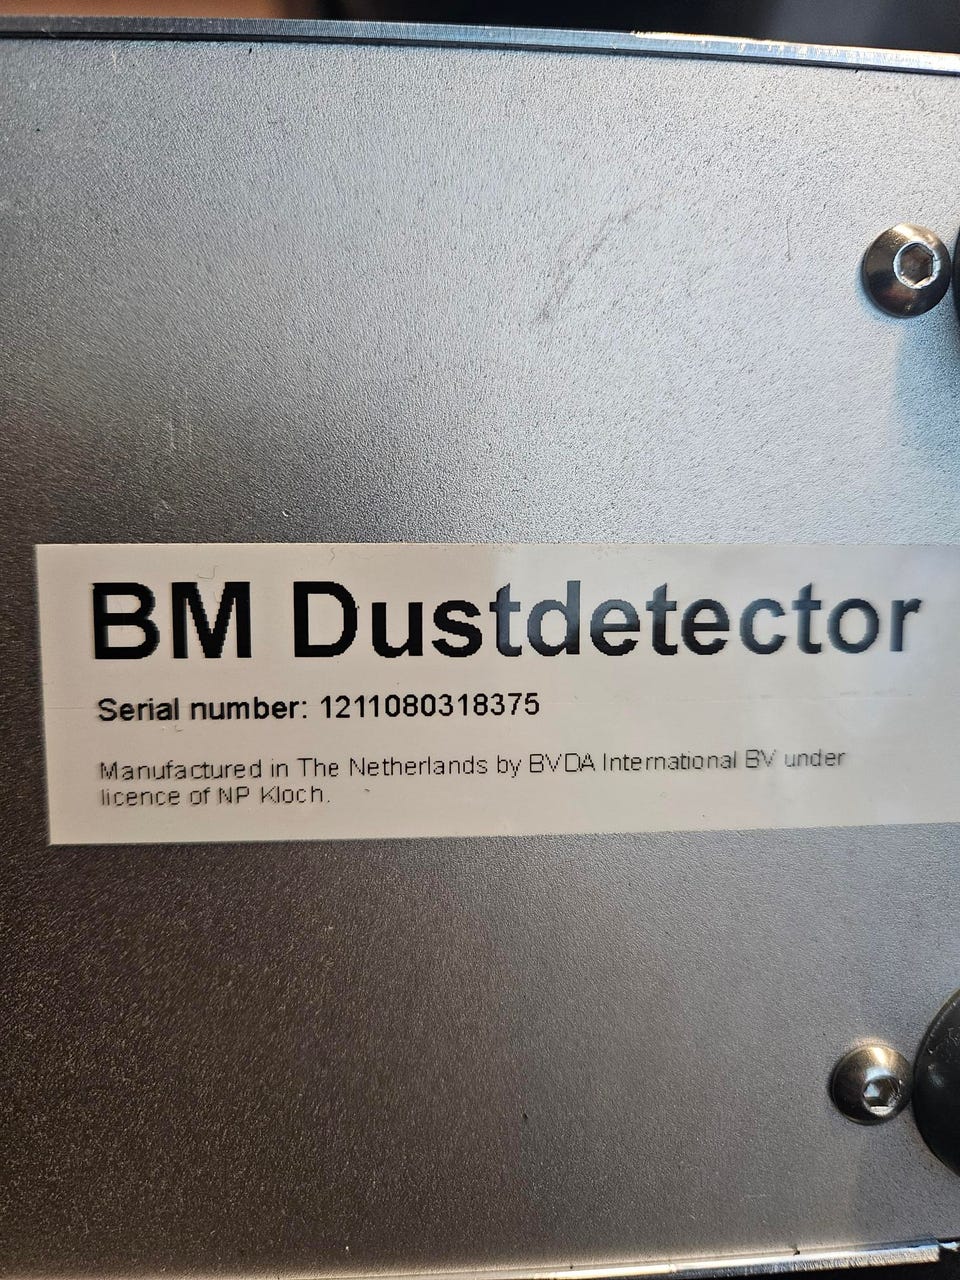 BM Dustdetector
Serial number: 1211080318375
Manufactured in The Netherlands by BVDA International BV under
licence of NP Kloch.